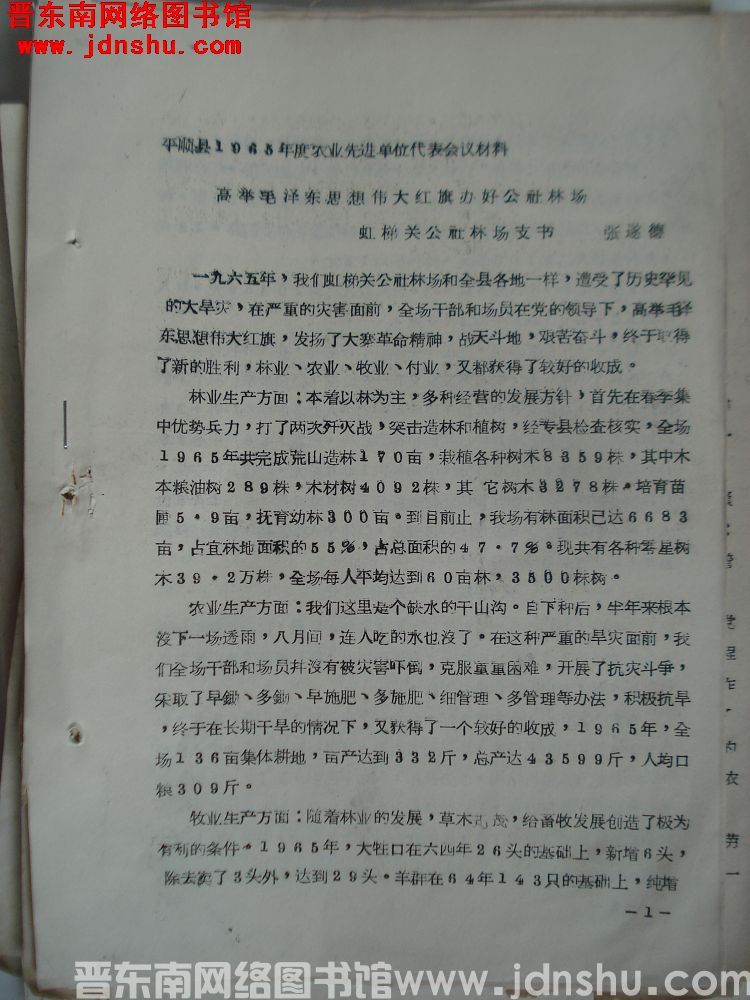 晋东南网络图书馆
www.jdnshu.com
平顺县1965年度农业先进单位代表会议材料
高举毛泽东思想伟大红旗办好公社林场
虹梯关公社林场支书 张遂德
一九六五年，我们虹梯关公社林场和全县各地一样，遭受了历史罕见
的大旱灾，在严重的灾害面前，全场干部和场员在党的领导下，高举毛泽
东思想伟大红旗，发扬了大寨革命精神，战天斗地，艰苦奋斗，终于取得
了新的胜利，林业、农业、牧业、付业，又都获得了较好的收成。
林业生产方面：本着以林为主，多种经营的发展方针，首先在春季集
中优势兵力，打了两次歼灭战，突击造林和植树，经专县检查核实，全场
1965年共完成荒山造林170亩，栽植各种树木8359株，其中木
本粮油树289株，木材树4092株，其它树木3278株。培育苗
圃5·9亩，抚育幼林300亩。到目前止，我场有林面积已达6683
亩，占宜林地面积的55%，占总面积的47·7%。现共有各种零星树
木39·2万株，全场每人平均达到60亩林，3500株树。
农业生产方面：我们这里是个缺水的干山沟。自下种后，半年来根本
沒下一场透雨，八月间，连人吃的水也沒了。在这种严重的旱灾面前，我
们全场干部和场员幷沒有被灾害吓倒，克服重重困难，开展了抗灾斗争，
采取了早鋤、多鋤、早施肥、多施肥、细管理、多管理等办法，积极抗旱
，终于在长期干旱的情况下，又获得了一个较好的收成，1965年，全
场136亩集体耕地，亩产达到332斤，总产达43599斤，人均口
粮309斤。
牧业生产方面：随着林业的发展，草木茂，给畜牧发展创造了极为
有利的条件。1965年，大牲口在六四年26头的基础上，新增6头，
除去卖了3头外，达到29头。羊群在64年143只的基础上，纯增
—1—
党
理
作
内
农
第
一
晋东南网络图书馆www.jdnshu.com